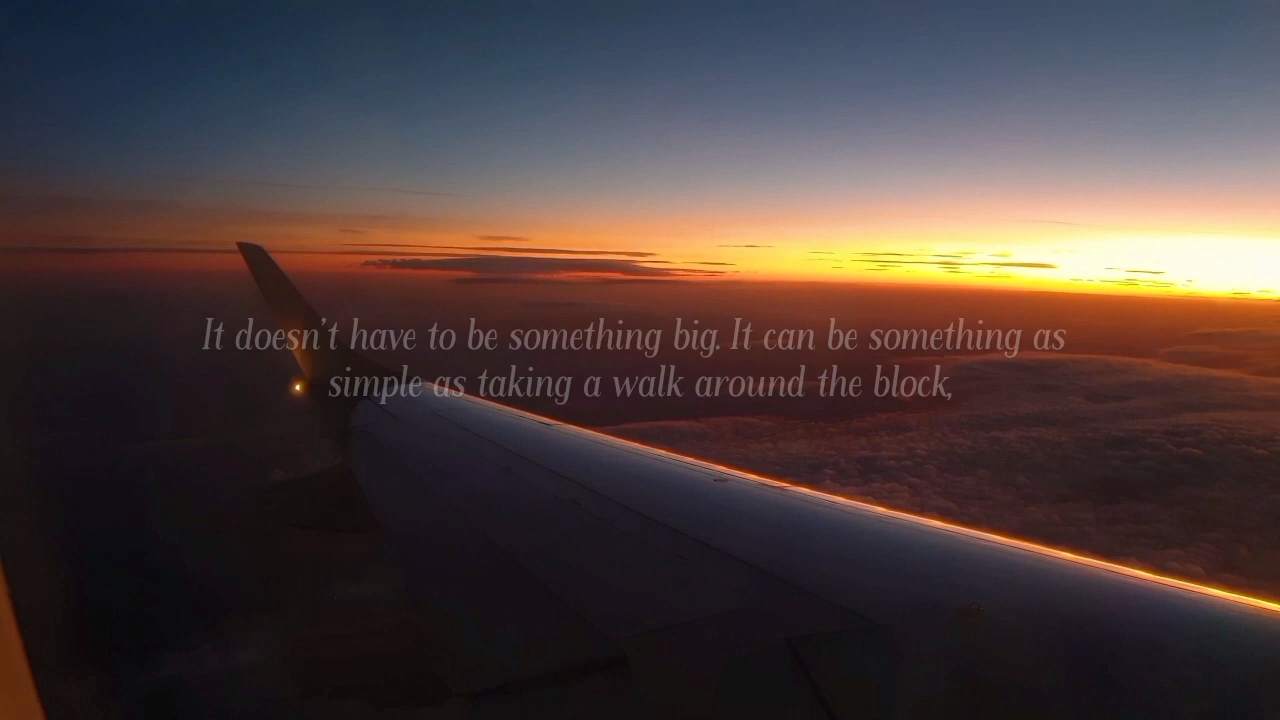 It doesn’t have to be something big. It can be something as
simple as taking a walk around the block,